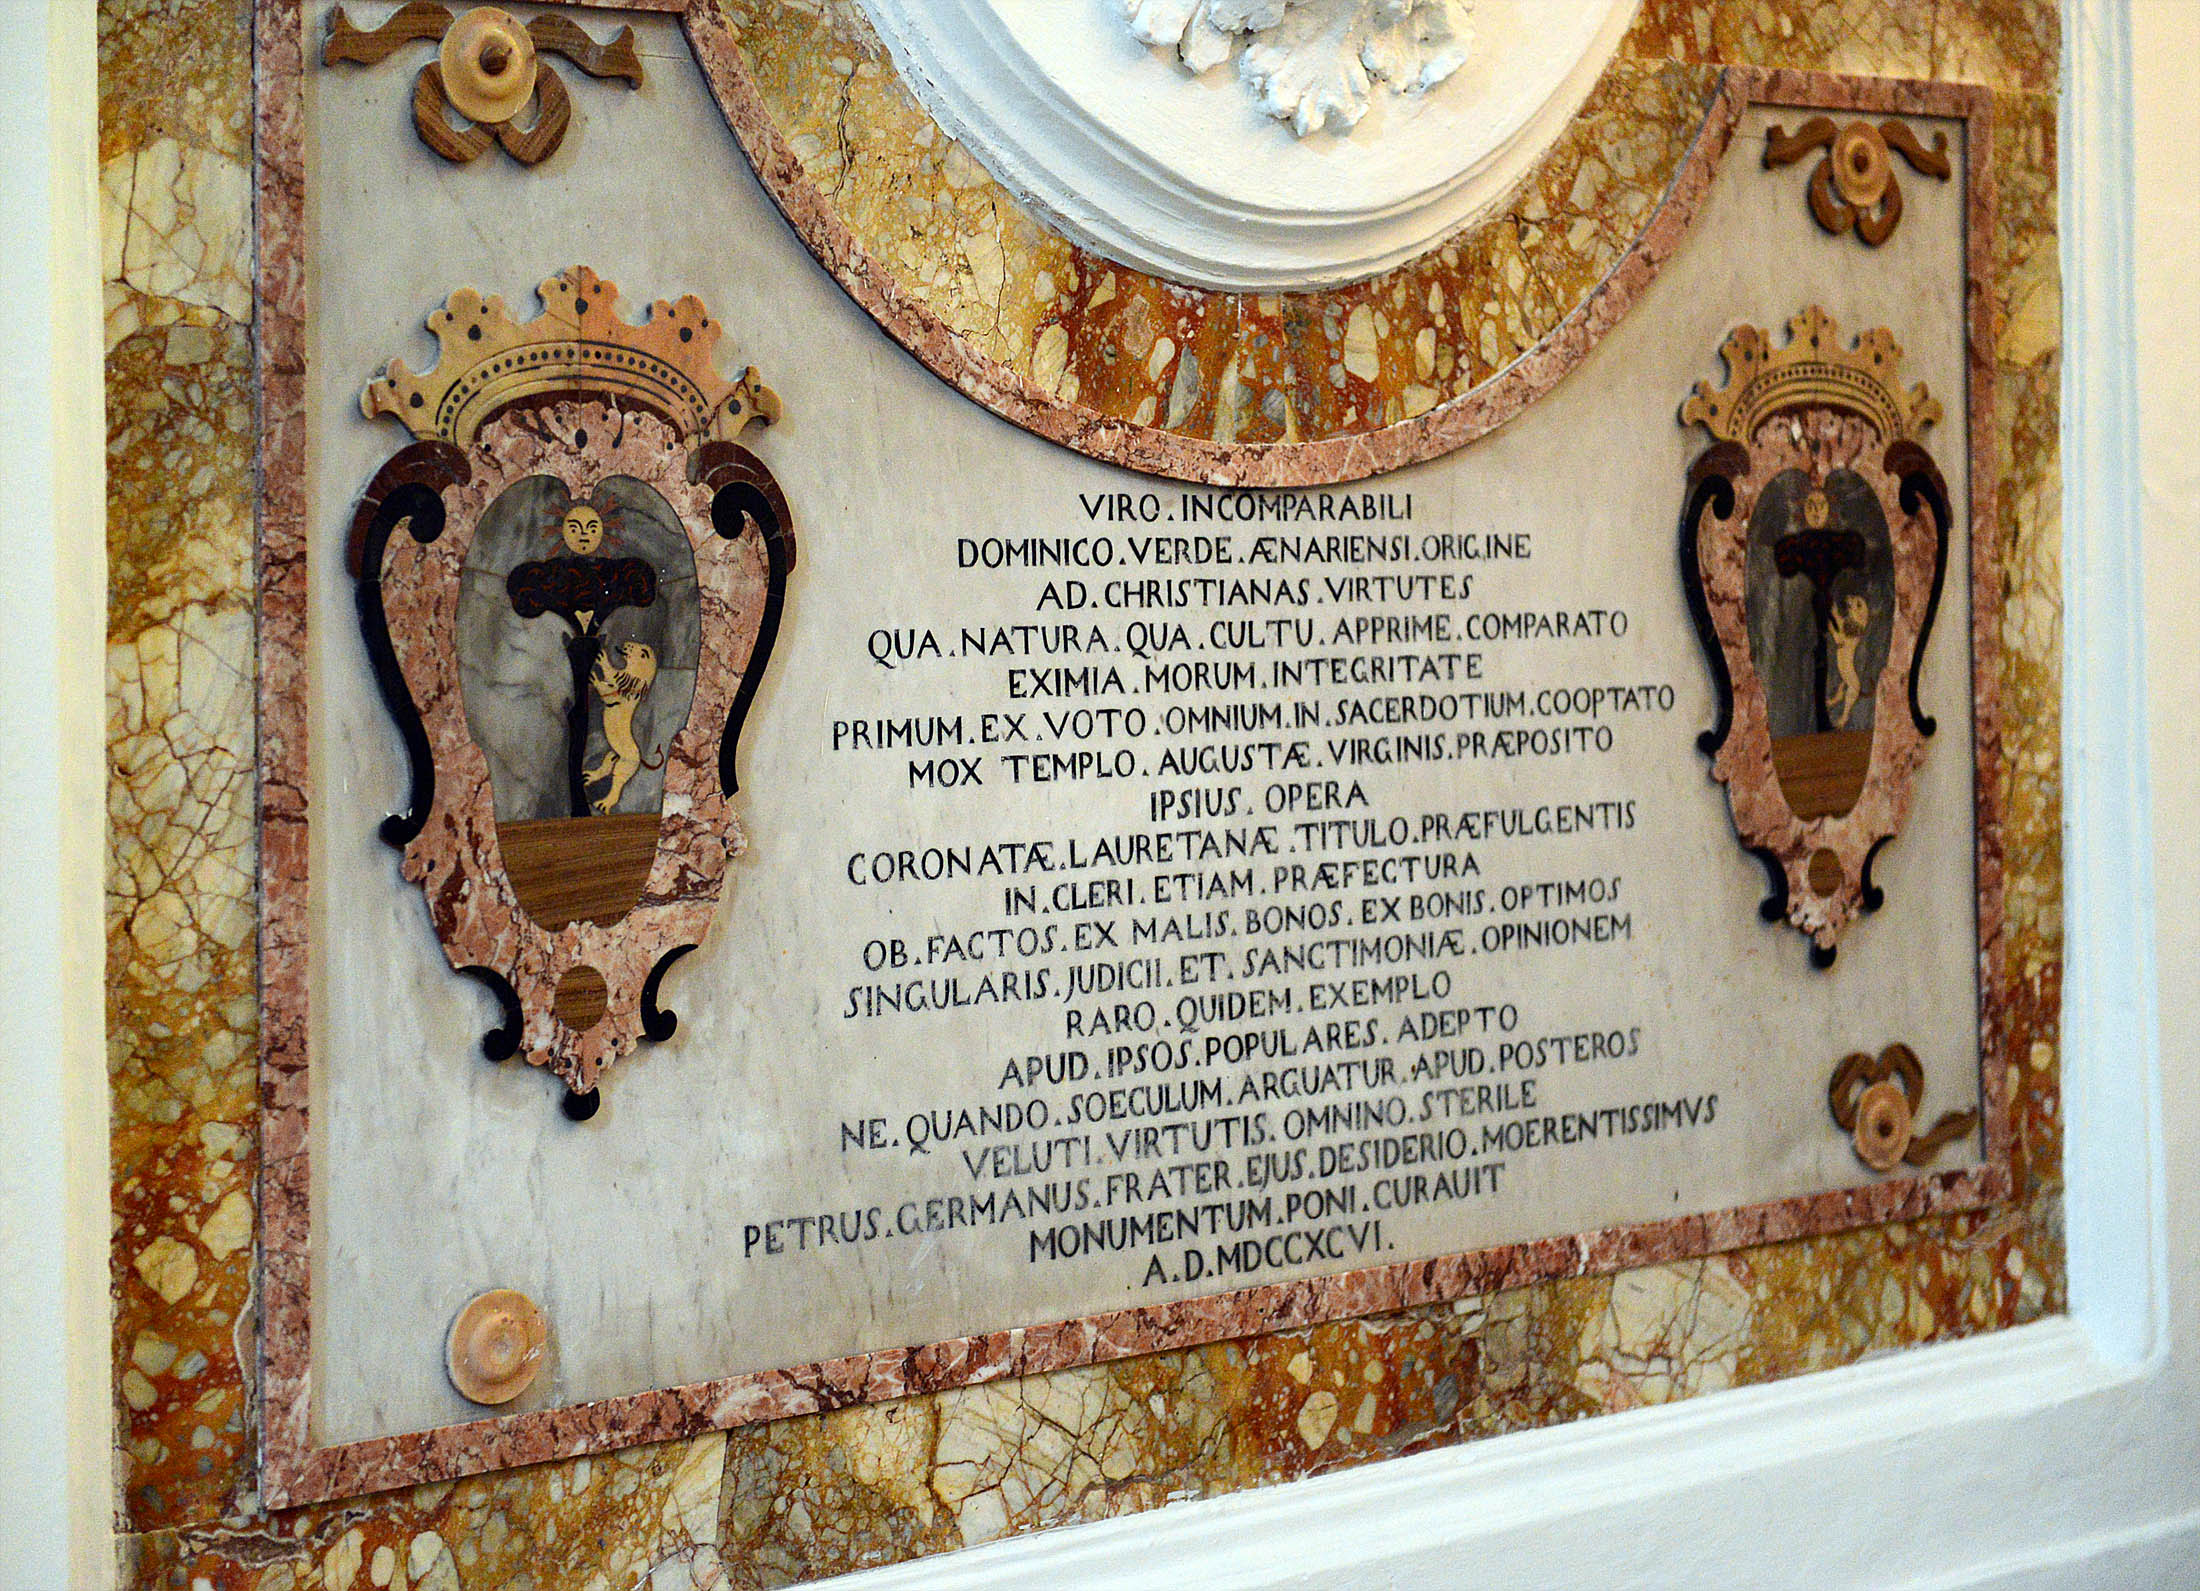 VIRO.INCOMPARABILI
DOMINICO.VERDE.ÆNARIENSI.ORIGINE
AD.CHRISTIANAS.VIRTUTES
QUA.NATURA.QUA.CULTU.APPRIME.COMPARATO
EXIMIA.MORUM.INTEGRITATE
PRIMUM.EX.VOTO.OMNIUM.IN.SACERDOTIUM.COOPTATO
MOX TEMPLO.AUGUSTÆ.VIRGINIS.PRÆPOSITO
IPSIUS.OPERA
CORONATÆ.LAURETANÆ.TITULO.PRÆFULGENTIS
IN.CLERI.ETIAM.PRÆFECTURA
OB.FACTOS.EX MALIS.BONOS.EX BONIS.OPTIMOS
SINGULARIS.JUDICII.ET.SANCTIMONIÆ.OPINIONEM
RARO.QUIDEM.EXEMPLO
APUD.IPSOS.POPULARES.ADEPTO
NE.QUANDO.SOECULUM.ARGUATUR.APUD.POSTEROS
VELUTI.VIRTUTIS.OMNINO.STERILE
PETRUS.GERMANUS.FRATER.EJUS.DESIDERIO.MOERENTISSIMVS
MONUMENTUM.PONI.CURAUIT
A.D.MDCCXCVI.